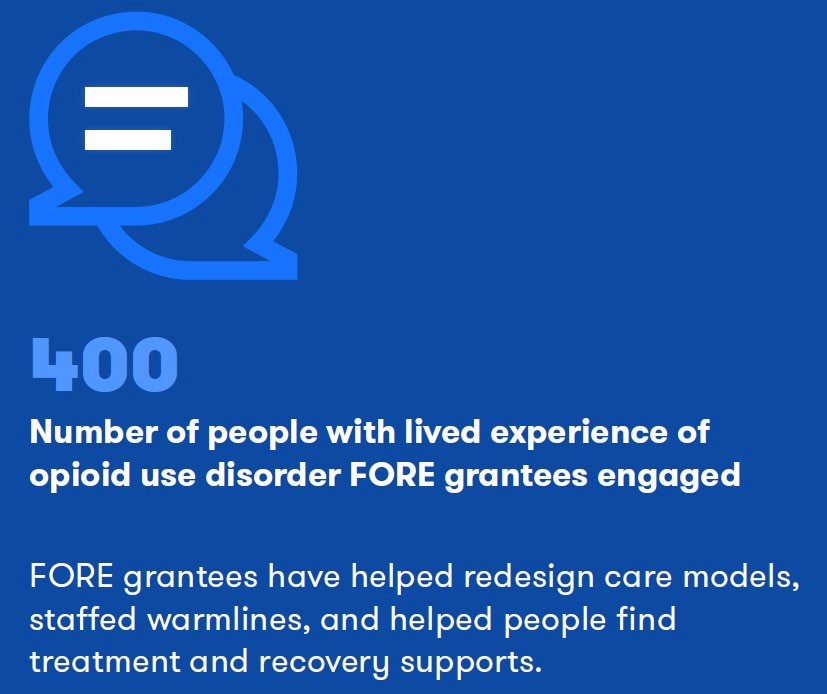 400
Number of people with lived experience of
opioid use disorder FORE grantees engaged
FORE grantees have helped redesign care models,
staffed warmlines, and helped people find
treatment and recovery supports.